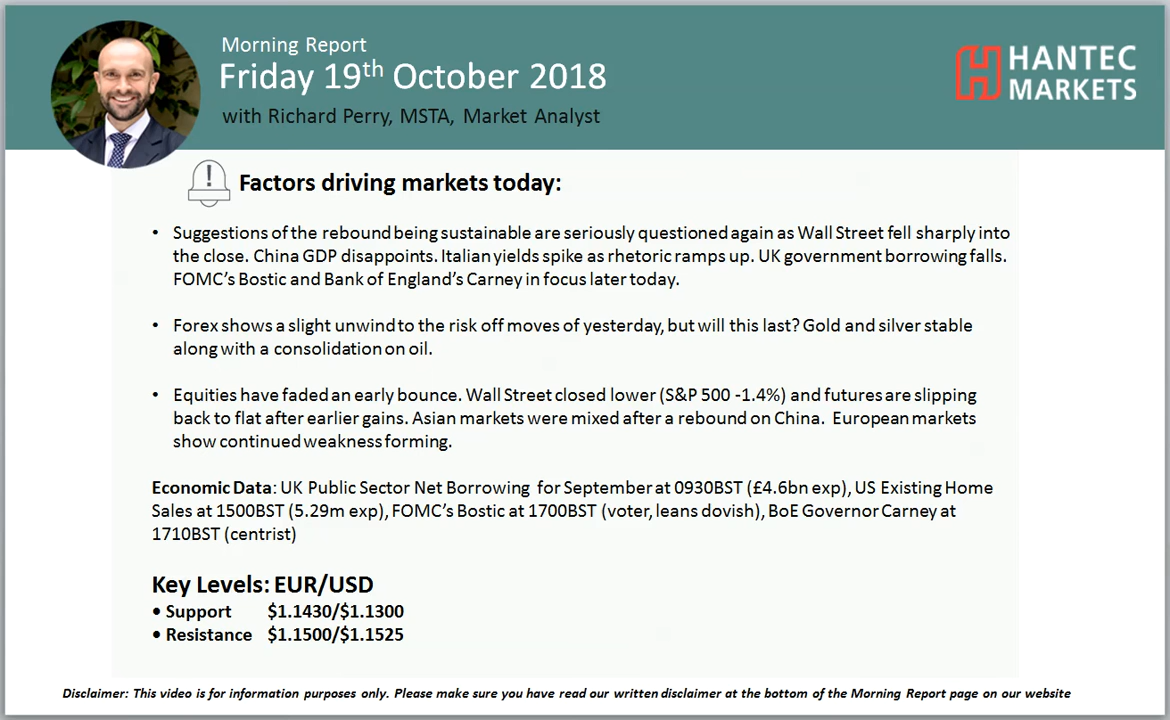 Morning Report
Friday 19th October 2018
with Richard Perry, MSTA, Market Analyst
HANTEC
MARKETS
Factors driving markets today:
• Suggestions of the rebound being sustainable are seriously questioned again as Wall Street fell sharply into
the close. China GDP disappoints. Italian yields spike as rhetoric ramps up. UK government borrowing falls.
FOMC's Bostic and Bank of England's Carney in focus later today.
• Forex shows a slight unwind to the risk off moves of yesterday, but will this last? Gold and silver stable
along with a consolidation on oil.
• Equities have faded an early bounce. Wall Street closed lower (S&P 500 -1.4%) and futures are slipping
back to flat after earlier gains. Asian markets were mixed after a rebound on China. European markets
show continued weakness forming.
Economic Data: UK Public Sector Net Borrowing for September at 0930BST (£4.6bn exp), US Existing Home
Sales at 1500BST (5.29m exp), FOMC's Bostic at 1700BST (voter, leans dovish), BoE Governor Carney at
1710BST (centrist)
Key Levels: EUR/USD
• Support $1.1430/$1.1300
• Resistance $1.1500/$1.1525
Disclaimer: This video is for information purposes only. Please make sure you have read our written disclaimer at the bottom of the Morning Report page on our website